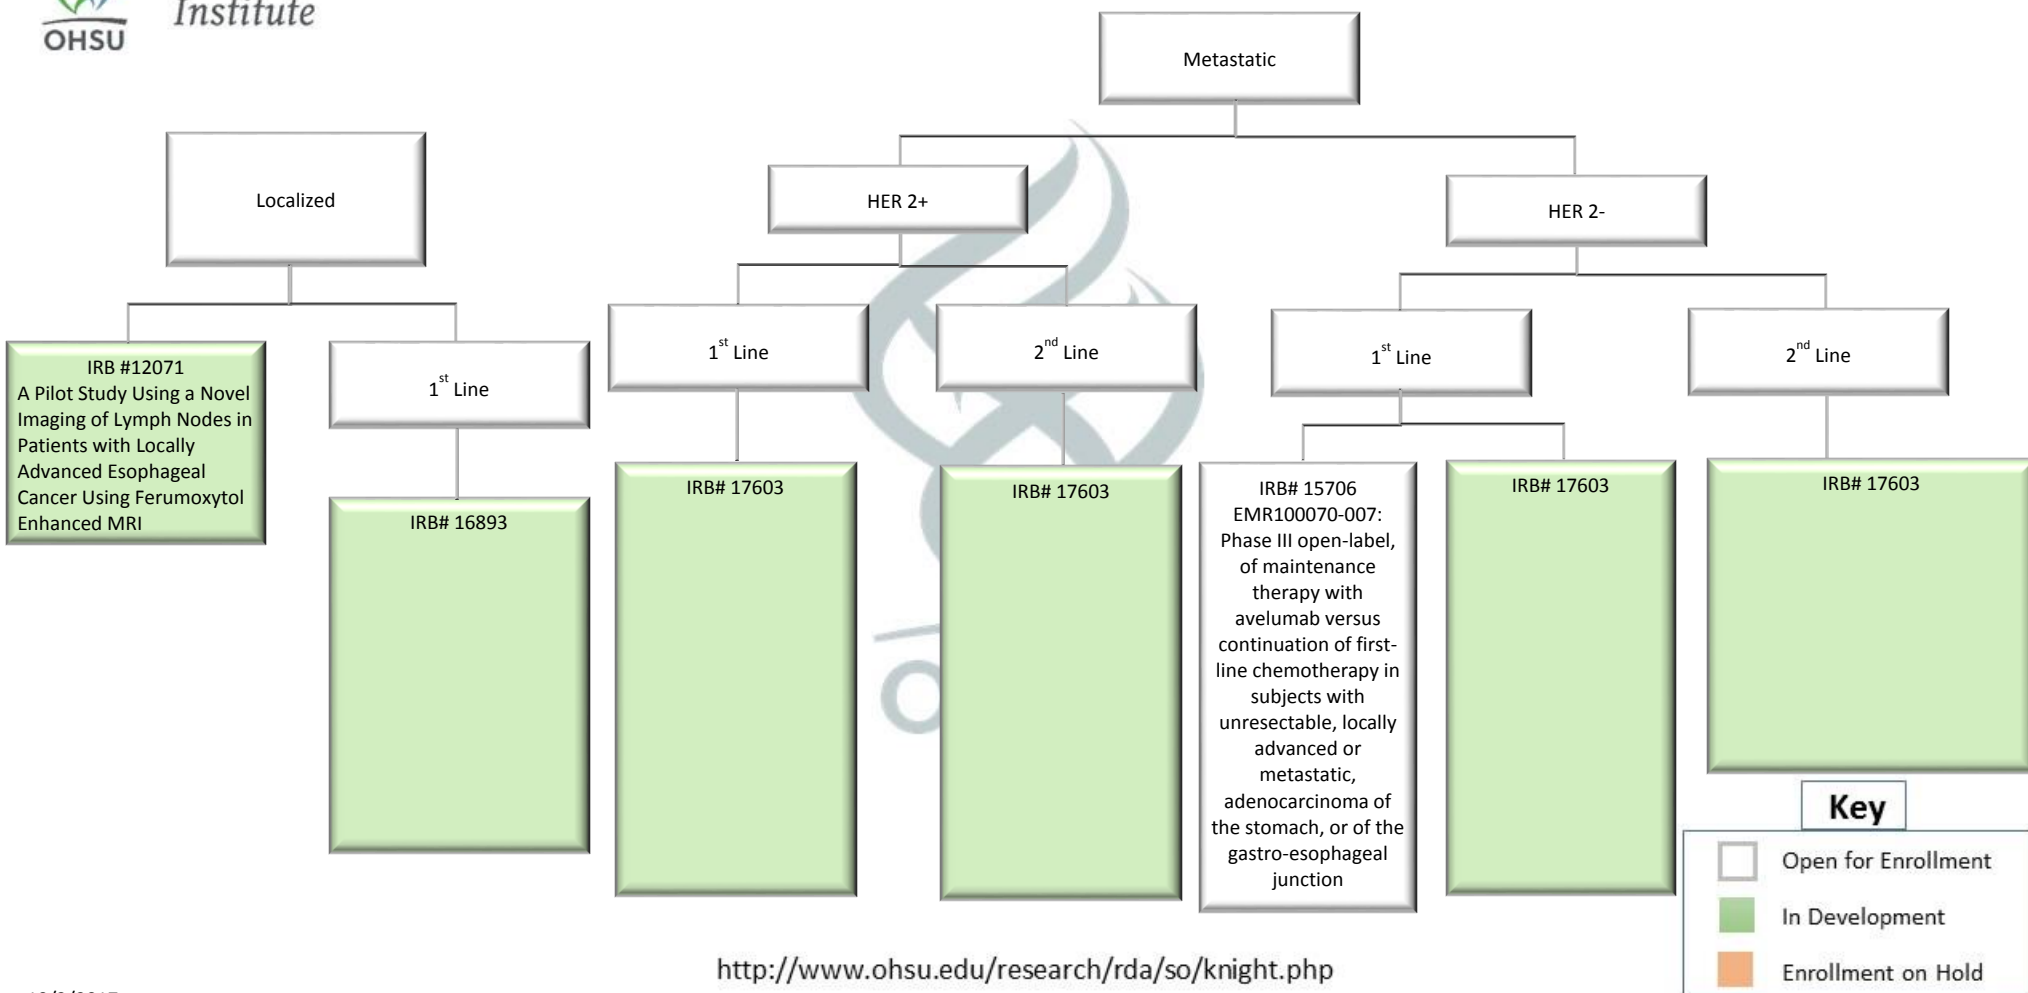 Institute
OHSU
Metastatic
Localized
HER 2+
HER 2-
1st Line
2nd Line
1st Line
2nd Line
IRB #12071
A Pilot Study Using a Novel
Imaging of Lymph Nodes in
Patients with Locally
Advanced Esophageal
Cancer Using Ferumoxytol
Enhanced MRI
1st Line
IRB# 16893
IRB# 17603
IRB# 17603
IRB# 15706
EMR100070-007:
Phase III open-label,
of maintenance
therapy with
avelumab versus
continuation of first-
line chemotherapy in
subjects with
unresectable, locally
advanced or
metastatic,
adenocarcinoma of
the stomach, or of the
gastro-esophageal
junction
IRB# 17603
IRB# 17603
Key
Open for Enrollment
In Development
Enrollment on Hold
http://www.ohsu.edu/research/rda/so/knight.php